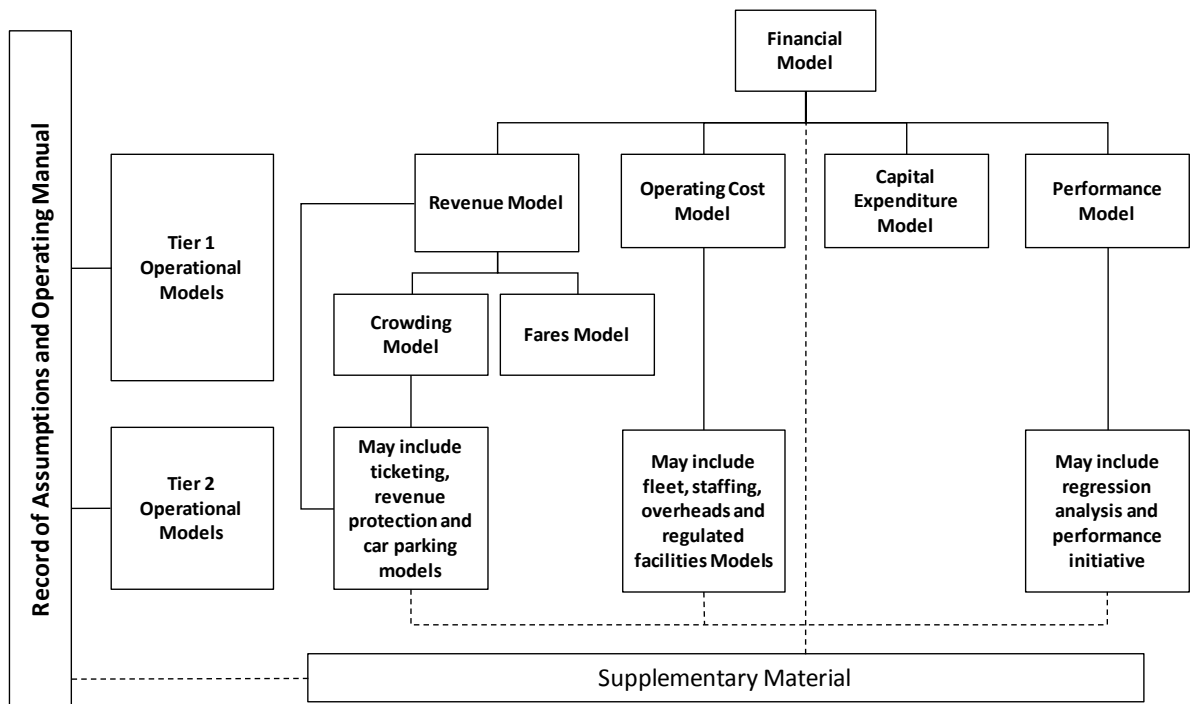 Record of Assumptions and Operating Manual
Financial
Model
Tier 1
Operational
Models
Revenue Model
Operating Cost
Model
Capital
Expenditure
Model
Performance
Model
Crowding
Model
Fares Model
Tier 2
Operational
Models
May include
ticketing,
revenue
protection and
car parking
models
May include
fleet, staffing,
overheads and
regulated
facilities Models
May include
regression
analysis and
performance
initiative
Supplementary Material